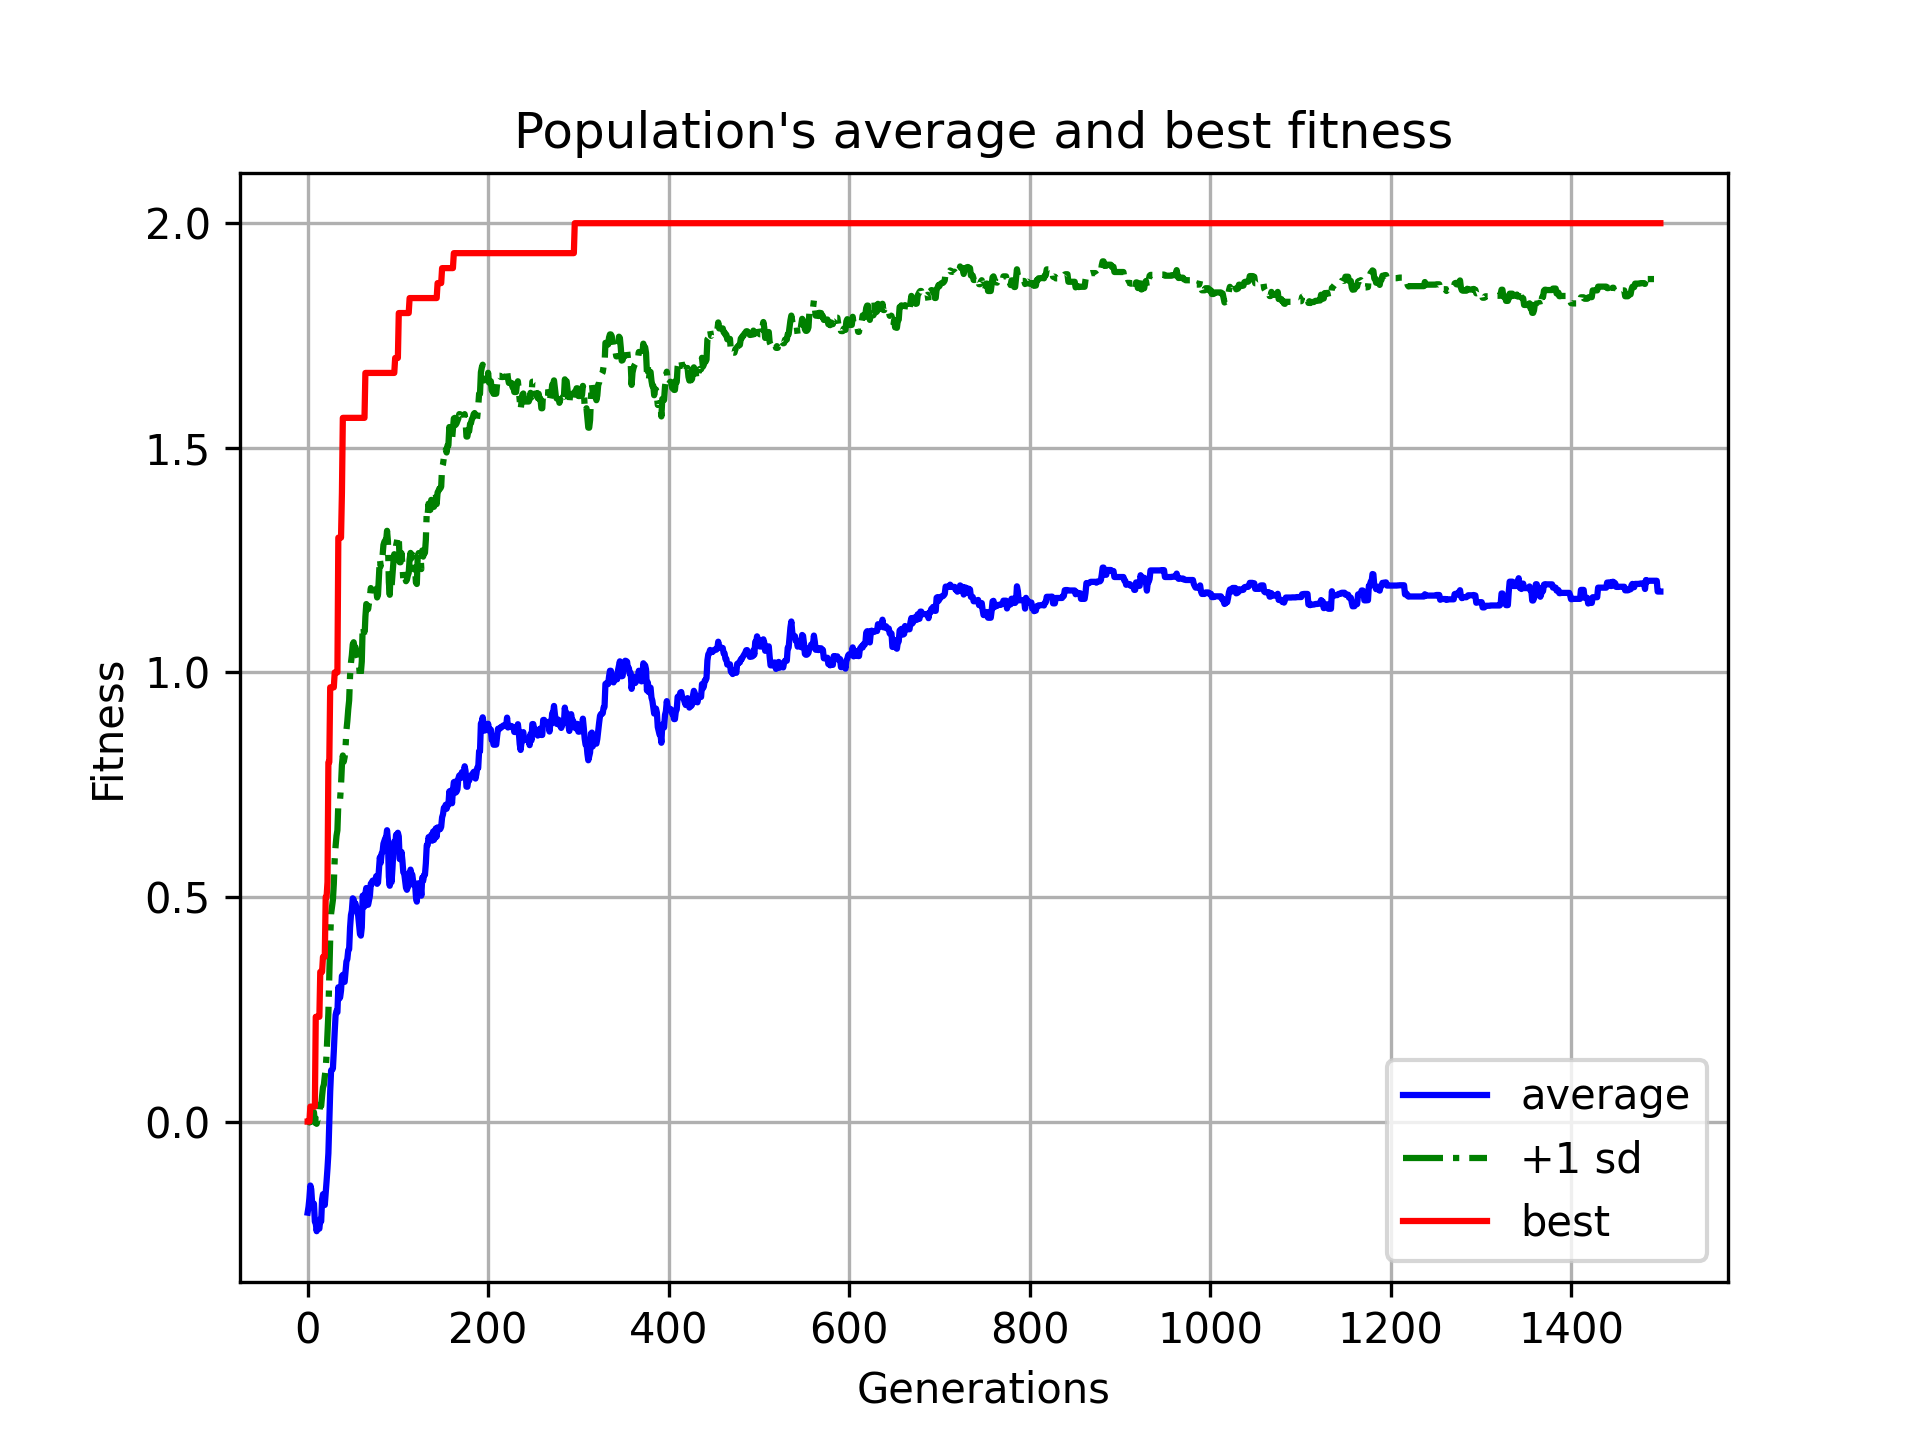 Population's average and best fitness
2.0
1.5
1.0
0.5
0.0
Fitness
0 200 400 600 800 1000 1200 1400
Generations
average
+1 sd
best